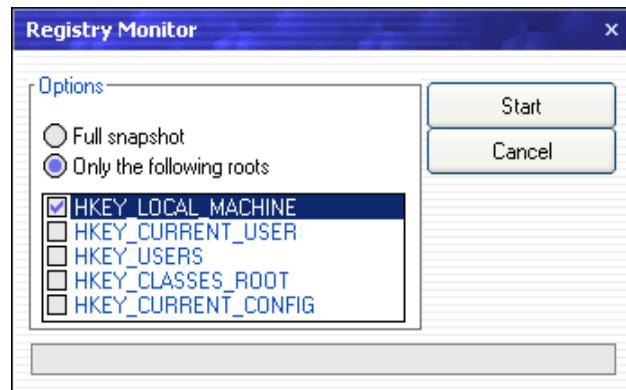 Registry Monitor
Options
Full snapshot
Only the following roots
HKEY_LOCAL_MACHINE
HKEY_CURRENT_USER
HKEY_USERS
HKEY_CLASSES_ROOT
HKEY_CURRENT_CONFIG
Start
Cancel